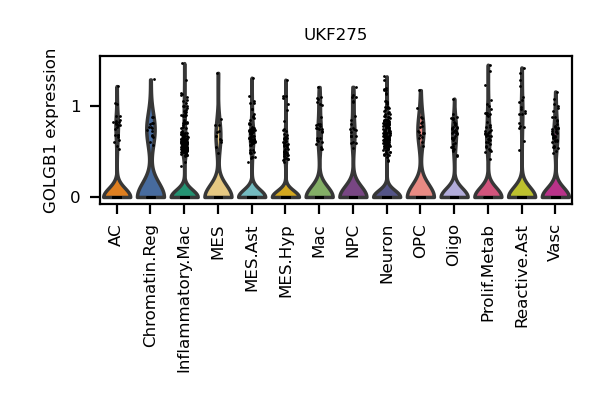 UKF275
GOLGB1 expression
1
0
AC
Chromatin.Reg
Inflammatory.Mac
MES
MES.Ast
MES.Hyp
Mac
NPC
Neuron
OPC
Oligo
Prolif.Metab
Reactive.Ast
Vasc